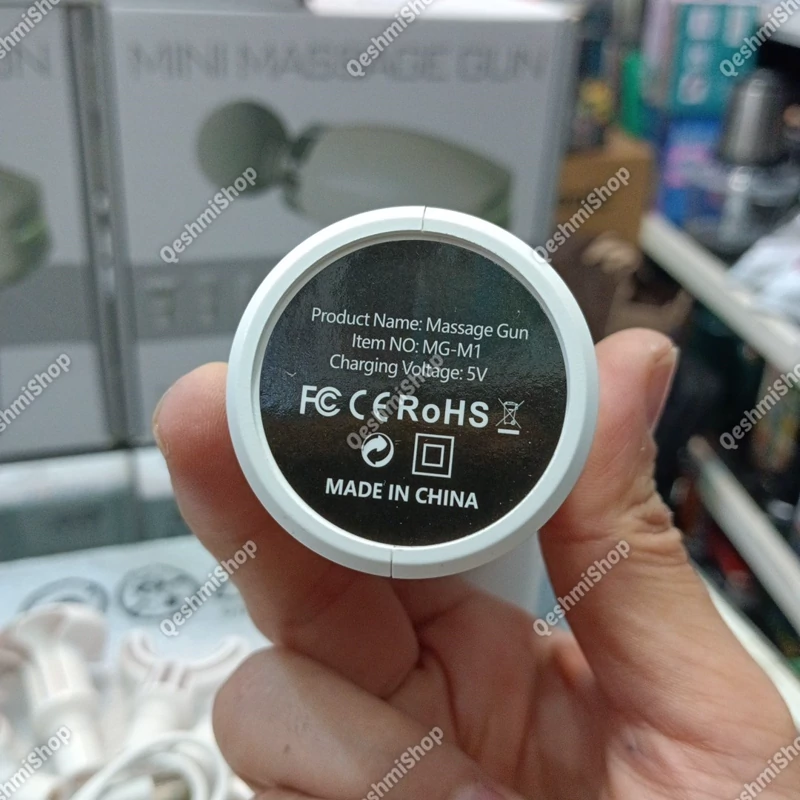 MINI MASSAGE GUN
Product Name: Massage Gun
Item NO: MG-M1
Charging Voltage: 5V
FC CE RoHS
MADE IN CHINA
QeshmiShop